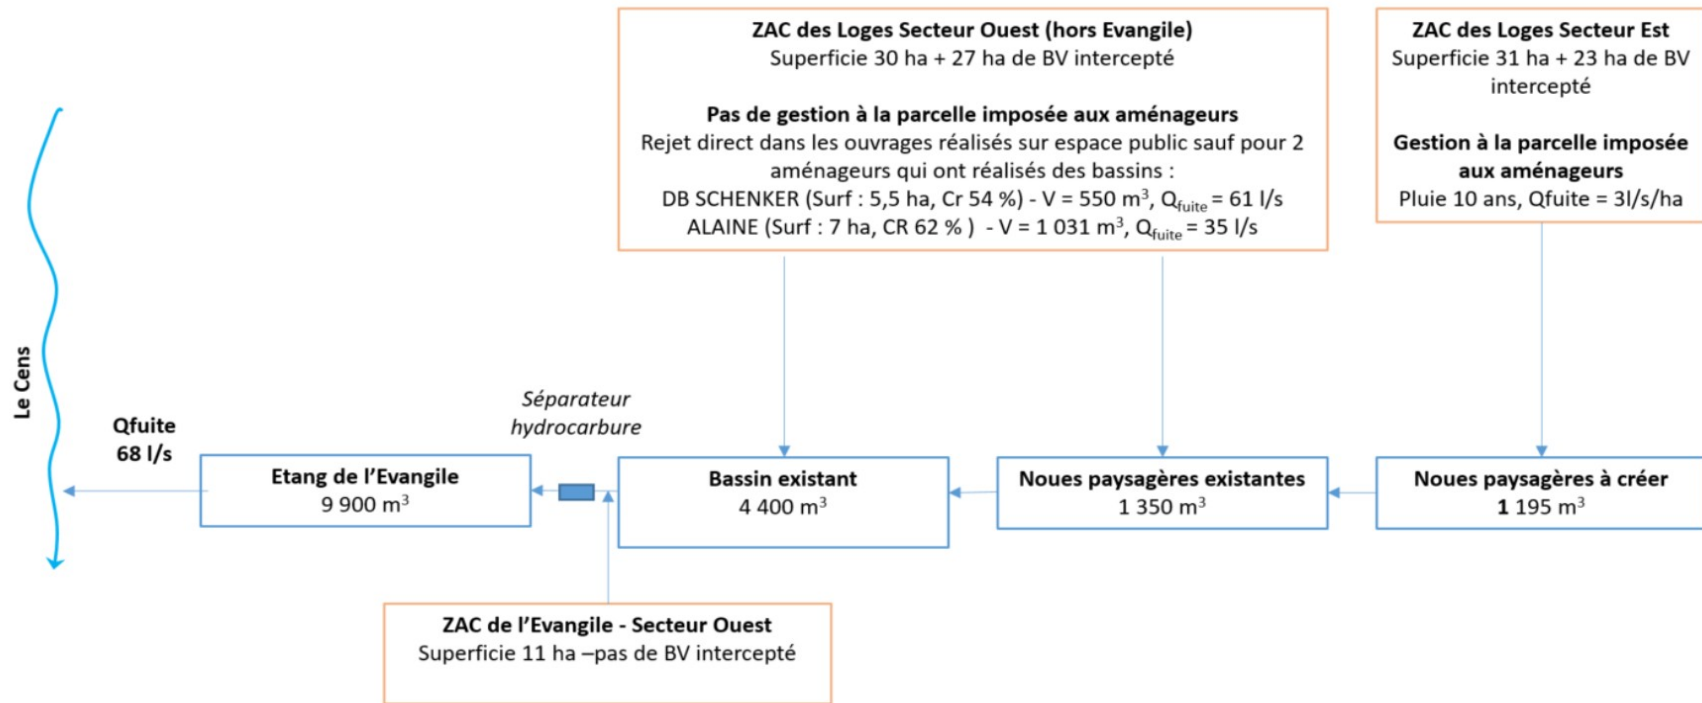 ZAC des Loges Secteur Ouest (hors Evangile)
Superficie 30 ha + 27 ha de BV intercepté
Pas de gestion à la parcelle imposée aux aménageurs
Rejet direct dans les ouvrages réalisés sur espace public sauf pour 2
aménageurs qui ont réalisés des bassins :
DB SCHENKER (Surf : 5,5 ha, Cr 54 %) - V = 550 m³, Qfuite = 61 l/s
ALAINE (Surf : 7 ha, CR 62 % ) - V = 1 031 m³, Qfuite = 35 l/s
ZAC des Loges Secteur Est
Superficie 31 ha + 23 ha de BV
intercepté
Gestion à la parcelle imposée
aux aménageurs
Pluie 10 ans, Qfuite = 3l/s/ha
Le Cens
Qfuite
68 l/s
Etang de l’Evangile
9 900 m³
Séparateur
hydrocarbure
Bassin existant
4 400 m³
Noues paysagères existantes
1 350 m³
Noues paysagères à créer
1 195 m³
ZAC de l’Evangile - Secteur Ouest
Superficie 11 ha –pas de BV intercepté